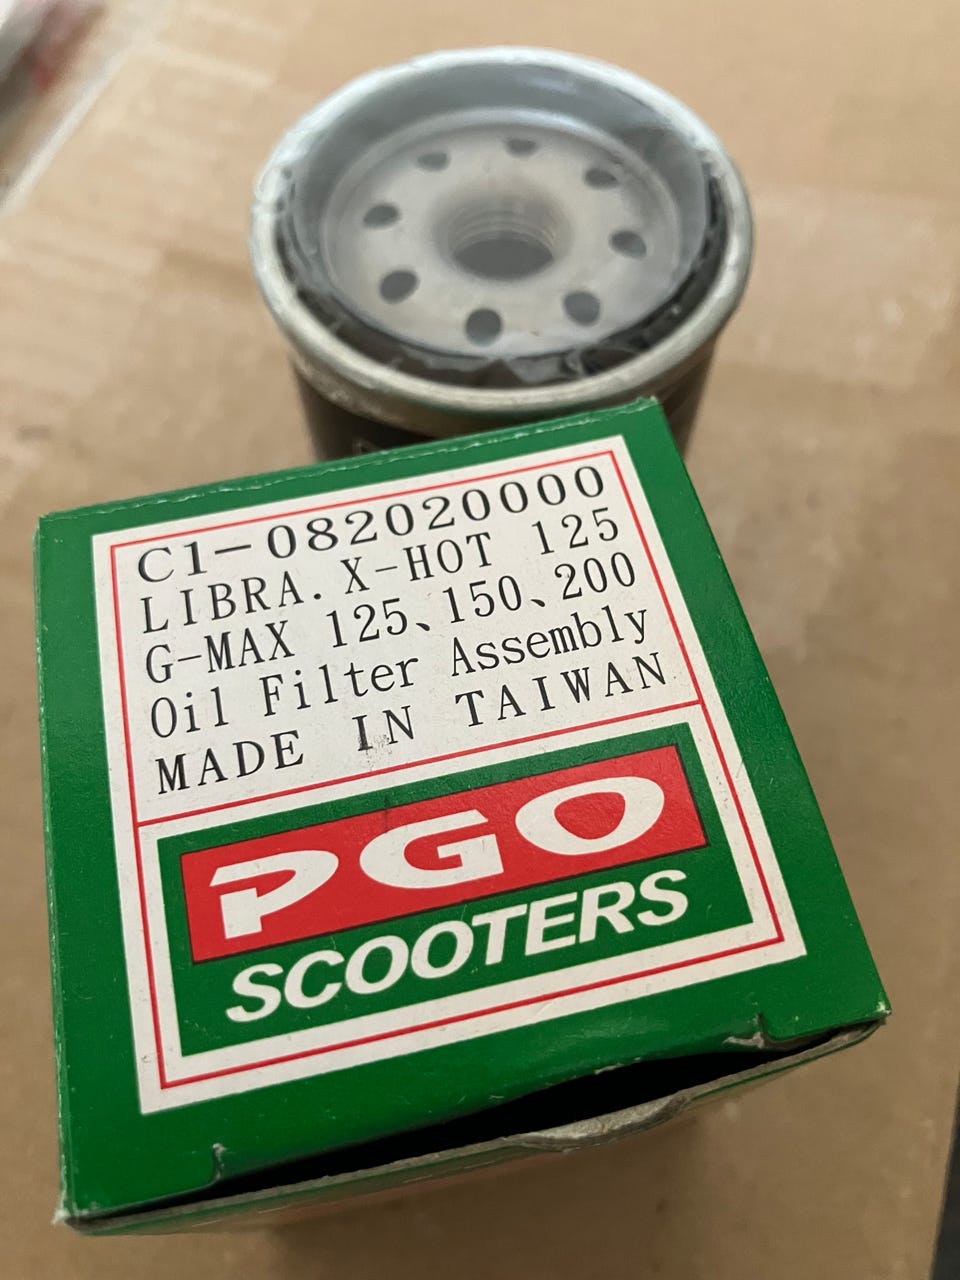 C1-082020000
LIBRA. X-HOT 125
G-MAX 125、150、200
Oil Filter Assembly
MADE IN TAIWAN
PGO
SCOOTERS